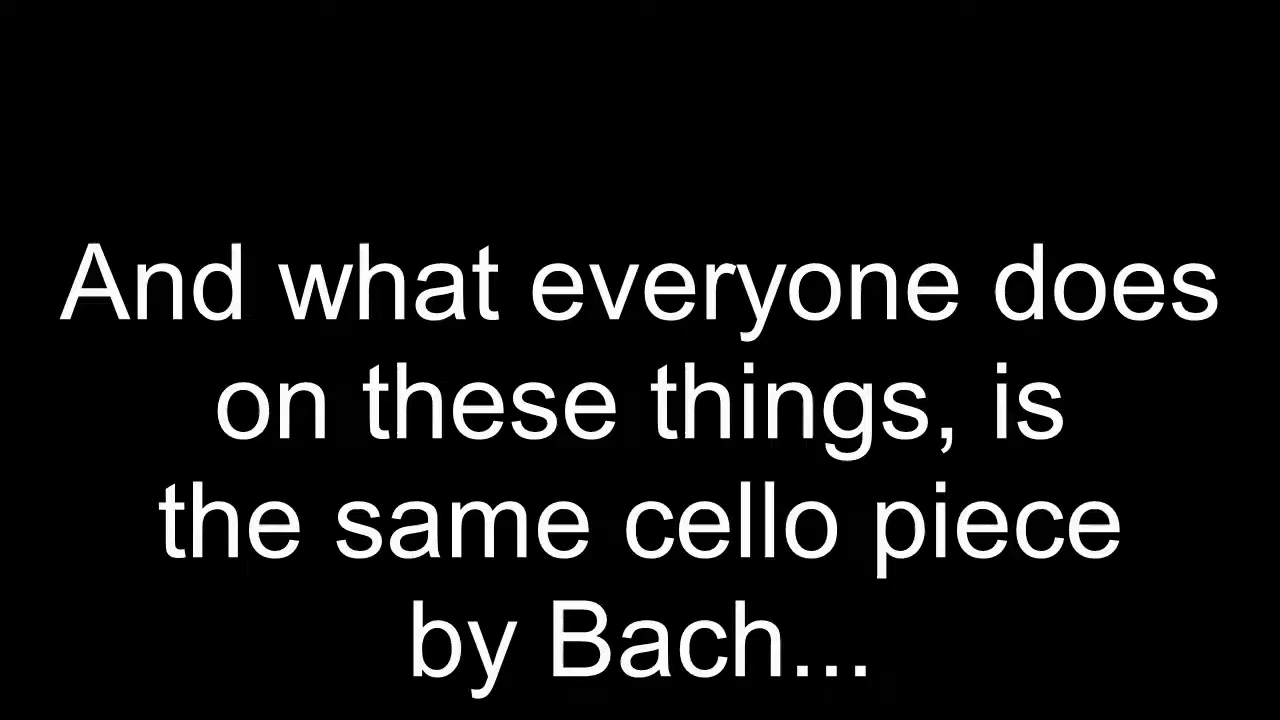 And what everyone does
on these things, is
the same cello piece
by Bach...